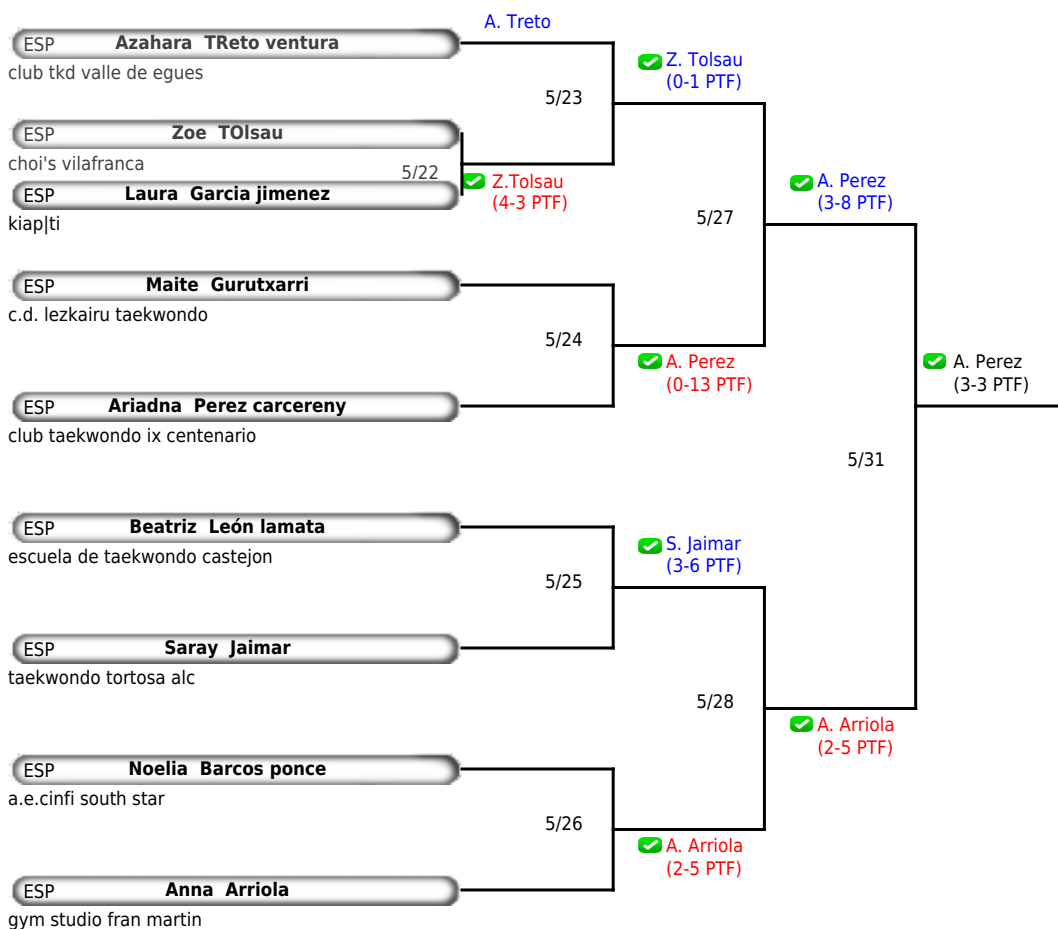 A. Treto
ESP Azahara TReto ventura
club tkd valle de egues
Z. Tolsau
(0-1 PTF)
5/23
ESP Zoe TOlsau
choi's vilafranca
5/22
Z.Tolsau
(4-3 PTF)
ESP Laura Garcia jimenez
kiap|ti
A. Perez
(3-8 PTF)
5/27
ESP Maite Gurutxarri
c.d. lezkairu taekwondo
5/24
A. Perez
(0-13 PTF)
A. Perez
(3-3 PTF)
ESP Ariadna Perez carcereny
club taekwondo ix centenario
5/31
ESP Beatriz León lamata
escuela de taekwondo castejon
S. Jaimar
(3-6 PTF)
5/25
ESP Saray Jaimar
taekwondo tortosa alc
5/28
A. Arriola
(2-5 PTF)
ESP Noelia Barcos ponce
a.e.cinfi south star
5/26
A. Arriola
(2-5 PTF)
ESP Anna Arriola
gym studio fran martin